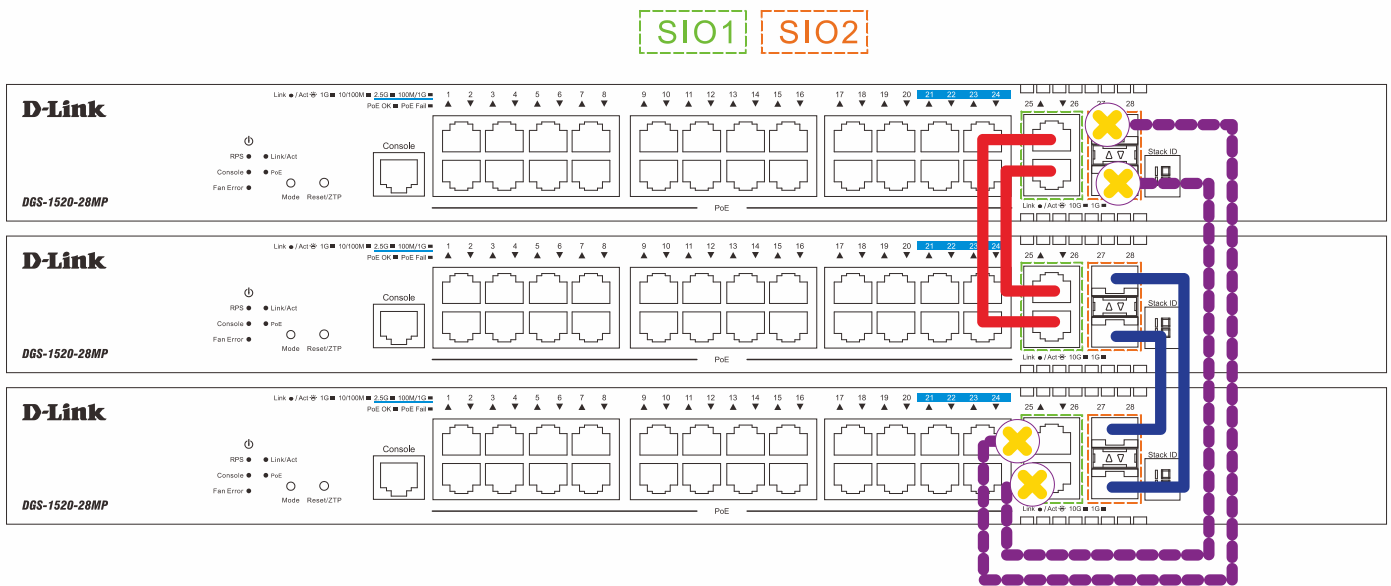 SIO1 SIO2
Link ● / Act 1G ■ 10/100M ■ 2.5G ■ 100M/1G ■ 1 2 3 4 5 6 7 8 9 10 11 12 13 14 15 16 17 18 19 20 21 22 23 24
PoE OK ■ PoE Fail ■
25 ▲ ▼ 26 27 28
D-Link
Console
RPS ● ● Link/Act
Console ● ● PoE
Fan Error ●
Mode Reset/ZTP
Stack ID
DGS-1520-28MP
PoE
Link ● / Act 10G ■ 1G ■
Link ● / Act 1G ■ 10/100M ■ 2.5G ■ 100M/1G ■ 1 2 3 4 5 6 7 8 9 10 11 12 13 14 15 16 17 18 19 20 21 22 23 24
PoE OK ■ PoE Fail ■
25 ▲ ▼ 26 27 28
D-Link
Console
RPS ● ● Link/Act
Console ● ● PoE
Fan Error ●
Mode Reset/ZTP
Stack ID
DGS-1520-28MP
PoE
Link ● / Act 10G ■ 1G ■
Link ● / Act 1G ■ 10/100M ■ 2.5G ■ 100M/1G ■ 1 2 3 4 5 6 7 8 9 10 11 12 13 14 15 16 17 18 19 20 21 22 23 24
PoE OK ■ PoE Fail ■
25 ▲ ▼ 26 27 28
D-Link
Console
RPS ● ● Link/Act
Console ● ● PoE
Fan Error ●
Mode Reset/ZTP
Stack ID
DGS-1520-28MP
PoE
Link ● / Act 10G ■ 1G ■